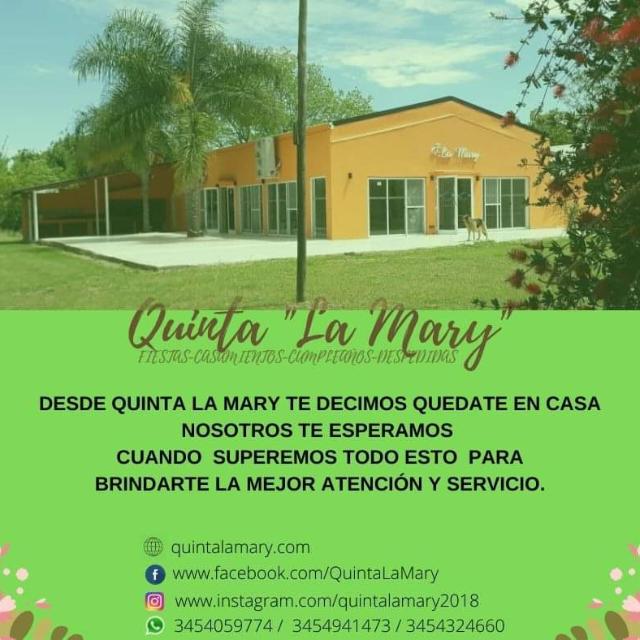 La Mary
Quinta "La Mary"
FIESTAS-CASAMIENTOS-CUMPLEAÑOS-DESPEDIDAS
DESDE QUINTA LA MARY TE DECIMOS QUEDATE EN CASA
NOSOTROS TE ESPERAMOS
CUANDO SUPEREMOS TODO ESTO PARA
BRINDARTE LA MEJOR ATENCIÓN Y SERVICIO.
quintalamary.com
www.facebook.com/QuintaLaMary
www.instagram.com/quintalamary2018
3454059774 / 3454941473 / 3454324660